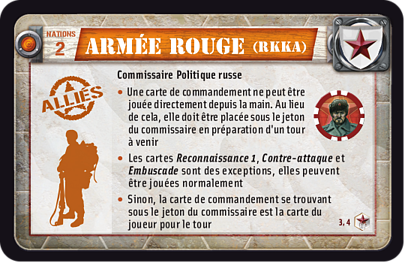 NATIONS
2
ARMÉE ROUGE (RKKA)
ALLIÉS
Commissaire Politique russe
• Une carte de commandement ne peut être
jouée directement depuis la main. Au lieu
de cela, elle doit être placée sous le jeton
du commissaire en préparation d'un tour
à venir
• Les cartes Reconnaissance 1, Contre-attaque et
Embuscade sont des exceptions, elles peuvent
être jouées normalement
• Sinon, la carte de commandement se trouvant
sous le jeton du commissaire est la carte du
joueur pour le tour
3, 4